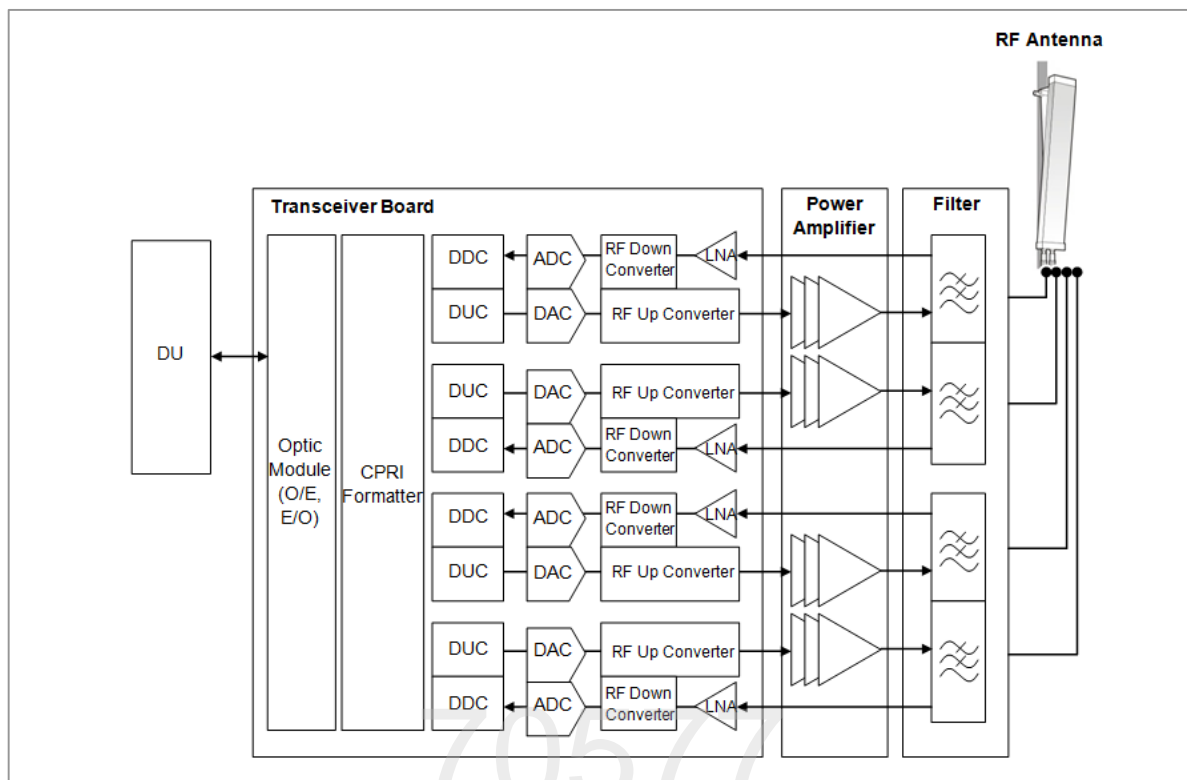 RF Antenna
Transceiver Board
Power
Amplifier
Filter
DU
Optic
Module
(O/E,
E/O)
CPRI
Formatter
DDC
ADC
RF Down
Converter
LNA
DUC
DAC
RF Up Converter
DUC
DAC
RF Up Converter
DDC
ADC
RF Down
Converter
LNA
DDC
ADC
RF Down
Converter
LNA
DUC
DAC
RF Up Converter
DUC
DAC
RF Up Converter
DDC
ADC
RF Down
Converter
LNA
70577